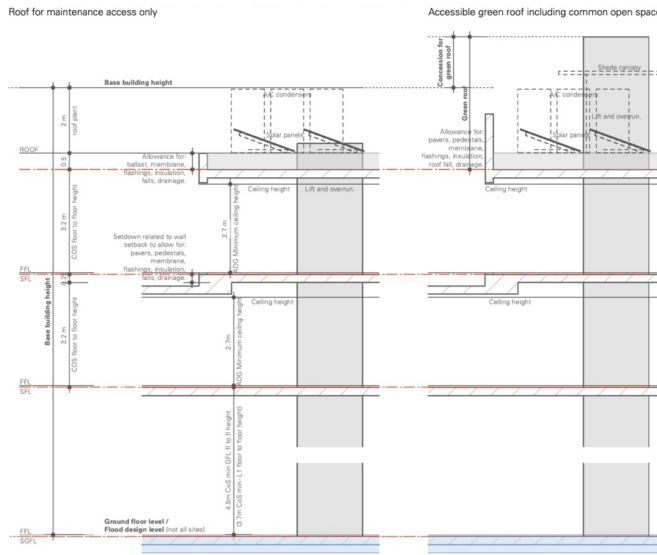 Roof for maintenance access only
Accessible green roof including common open space
Base building height
2 m
roof plant
A/C condensers
Solar panels
ROOF
0.5
Allowance for:
ballast, membrane,
flashings, insulation,
falls, drainage.
Ceiling height
Lift and overrun.
3.2 m
COS floor to floor height
2.7 m
ADG Minimum ceiling height
Setdown related to wall
setback to allow for:
pavers, pedestals,
membrane,
flashings, insulation,
falls, drainage.
FFL
SFL
0.2
Ceiling height
Base building height
3.2 m
COS floor to floor height
2.7m
ADG Minimum ceiling height
FFL
SFL
4.5m CoS min GFL fl to fl height)
(3.7m CoS min- L1 floor to floor height)
Ground floor level /
Flood design level (not all sites)
FFL
SGFL
Concession for
green roof
Green roof
Shade canopy
A/C condensers
Lift and overrun.
Solar panels
Allowance for:
pavers, pedestals,
membrane,
flashings, insulation,
roof fall, drainage.
Ceiling height
Ceiling height